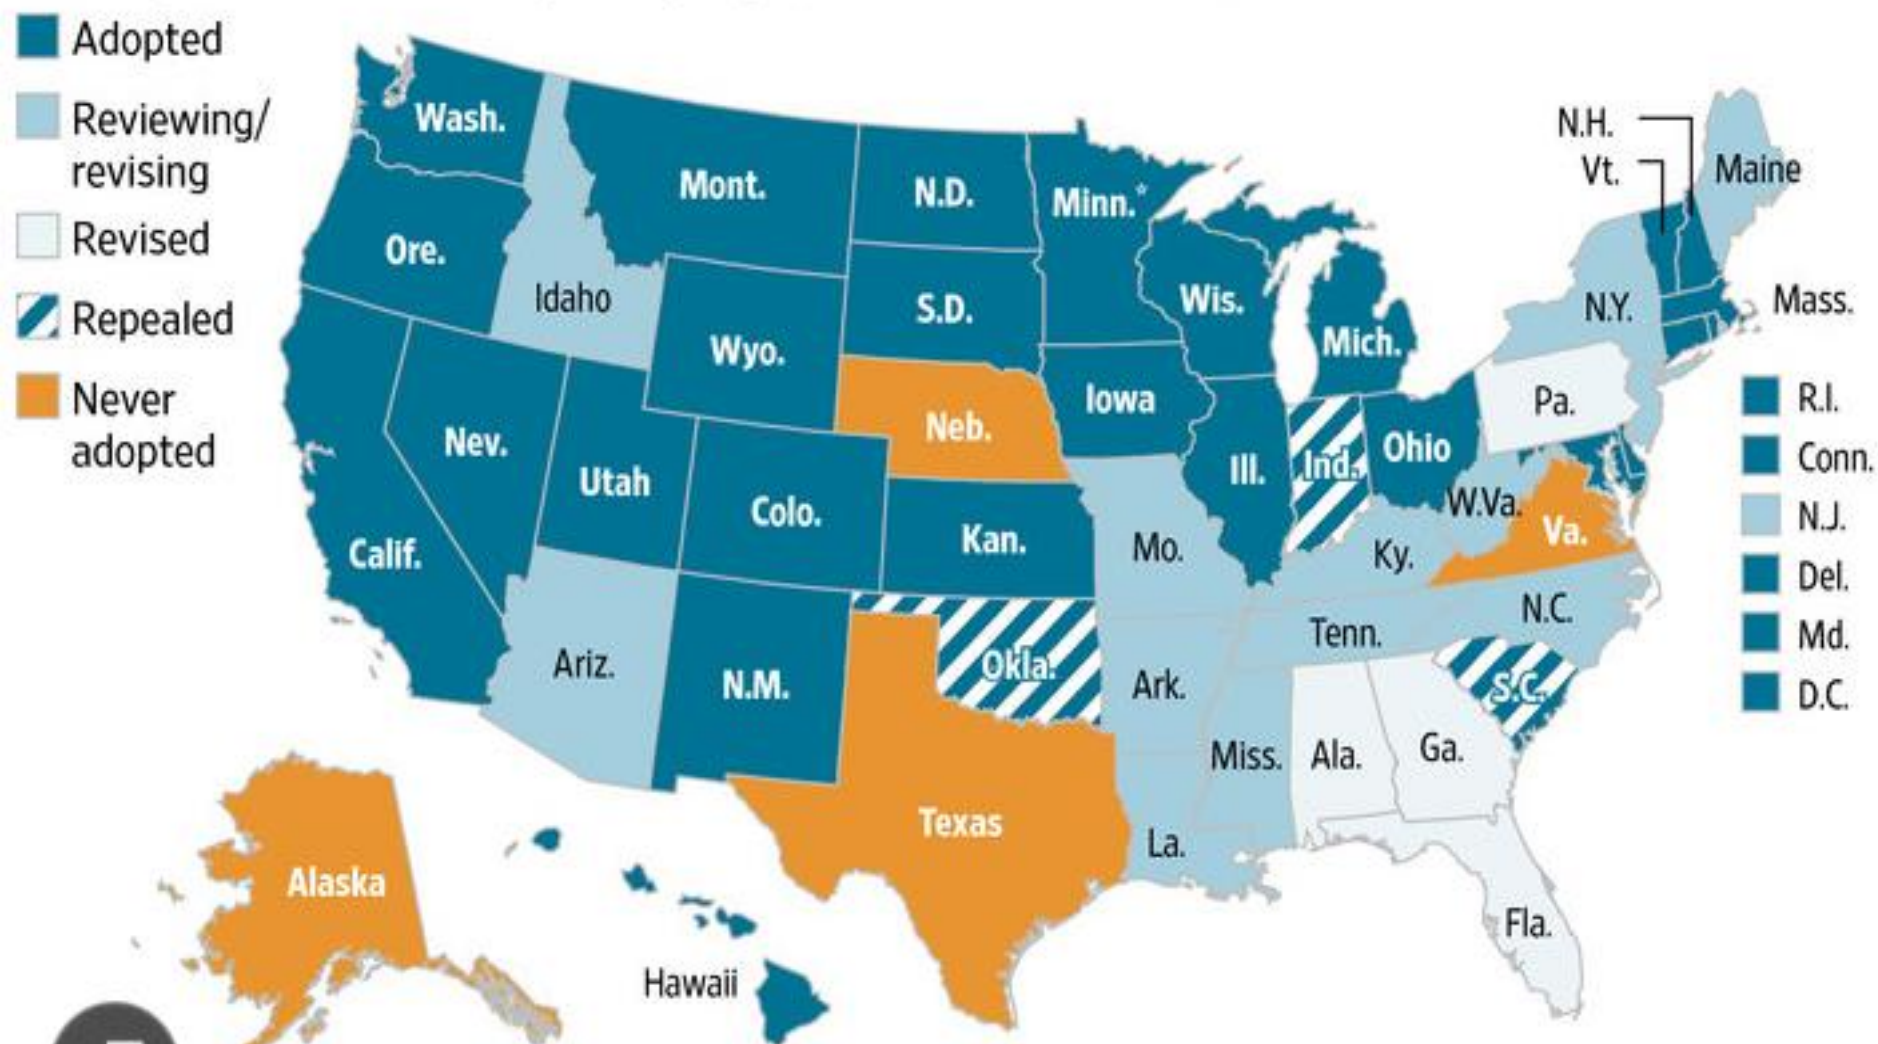 Adopted
Reviewing/
revising
Revised
Repealed
Never
adopted
Wash.
Ore.
Idaho
Mont.
Wyo.
N.D.
S.D.
Neb.
Minn.*
Wis.
Mich.
Iowa
Calif.
Nev.
Utah
Colo.
Kan.
Ill.
Ind.
Ohio
Mo.
Ky.
W.Va.
Va.
Ariz.
N.M.
Okla.
Texas
Ark.
Tenn.
N.C.
S.C.
Miss.
Ala.
Ga.
La.
Fla.
Alaska
Hawaii
N.H.
Vt.
Maine
N.Y.
Mass.
Pa.
R.I.
Conn.
N.J.
Del.
Md.
D.C.